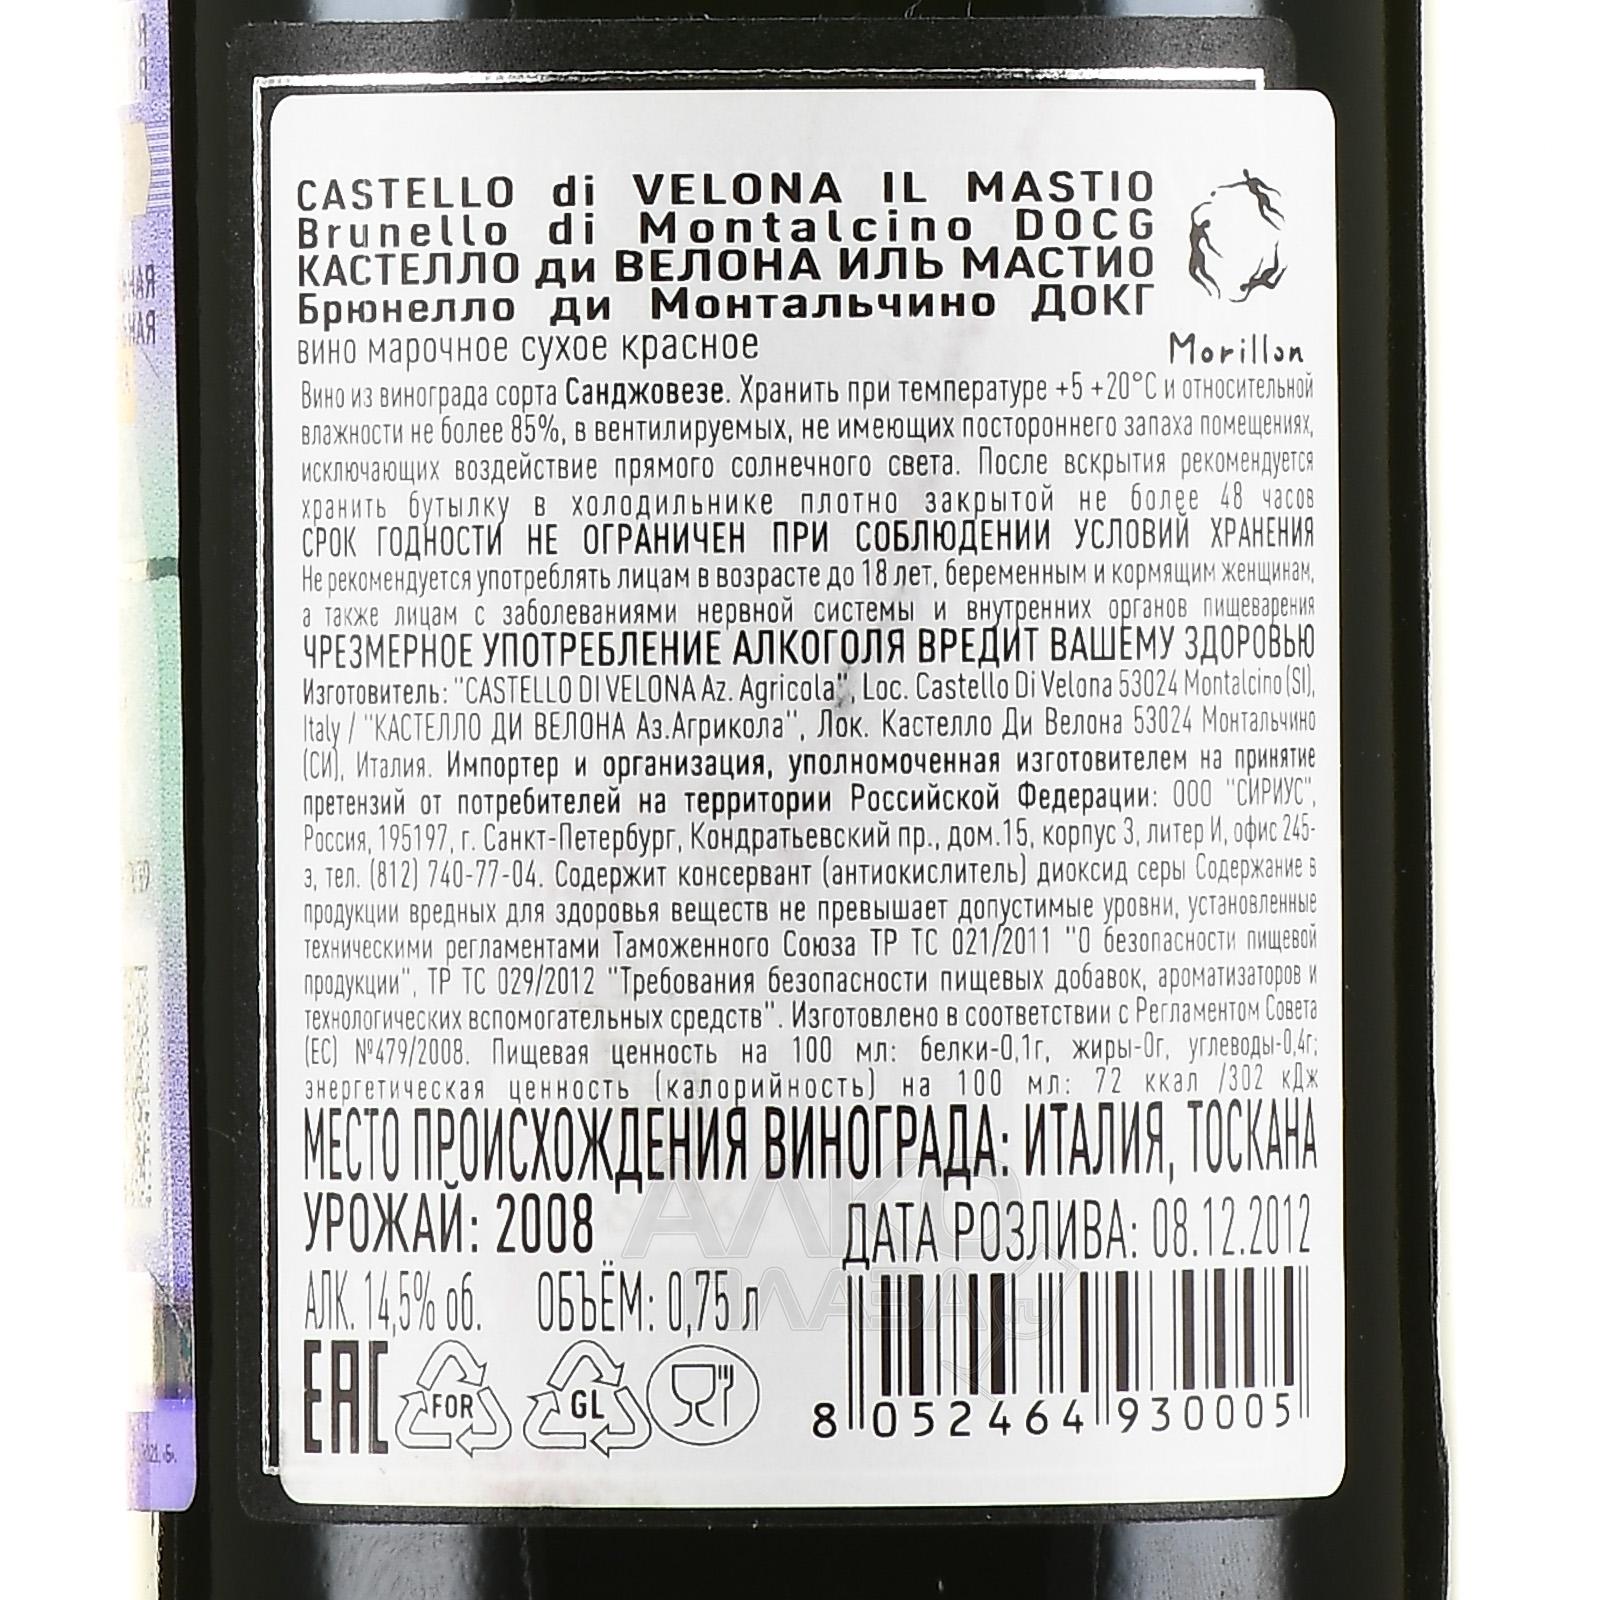 CASTELLO di VELONA IL MASTIO
Brunello di Montalcino DOCG
КАСТЕЛЛО ди ВЕЛОНА ИЛЬ МАСТИО
Брюнелло ди Монтальчино ДОКГ
вино марочное сухое красное
Morillon
Вино из винограда сорта Санджовезе. Хранить при температуре +5 +20°С и относительной
влажности не более 85%, в вентилируемых, не имеющих постороннего запаха помещениях,
исключающих воздействие прямого солнечного света. После вскрытия рекомендуется
хранить бутылку в холодильнике плотно закрытой не более 48 часов
СРОК ГОДНОСТИ НЕ ОГРАНИЧЕН ПРИ СОБЛЮДЕНИИ УСЛОВИЙ ХРАНЕНИЯ
Не рекомендуется употреблять лицам в возрасте до 18 лет, беременным и кормящим женщинам,
а также лицам с заболеваниями нервной системы и внутренних органов пищеварения
ЧРЕЗМЕРНОЕ УПОТРЕБЛЕНИЕ АЛКОГОЛЯ ВРЕДИТ ВАШЕМУ ЗДОРОВЬЮ
Изготовитель: "CASTELLO DI VELONA Az. Agricola", Loc. Castello Di Velona 53024 Montalcino (SI),
Italy / "КАСТЕЛЛО ДИ ВЕЛОНА Аз.Агрикола", Лок. Кастелло Ди Велона 53024 Монтальчино
(СИ), Италия. Импортер и организация, уполномоченная изготовителем на принятие
претензий от потребителей на территории Российской Федерации: ООО "СИРИУС",
Россия, 195197, г. Санкт-Петербург, Кондратьевский пр., дом.15, корпус 3, литер И, офис 245-
з, тел. (812) 740-77-04. Содержит консервант (антиокислитель) диоксид серы Содержание в
продукции вредных для здоровья веществ не превышает допустимые уровни, установленные
техническими регламентами Таможенного Союза ТР ТС 021/2011 "О безопасности пищевой
продукции", ТР ТС 029/2012 "Требования безопасности пищевых добавок, ароматизаторов и
технологических вспомогательных средств". Изготовлено в соответствии с Регламентом Совета
(ЕС) №479/2008. Пищевая ценность на 100 мл: белки-0,1г, жиры-0г, углеводы-0,4г;
энергетическая ценность (калорийность) на 100 мл: 72 ккал /302 кДж
МЕСТО ПРОИСХОЖДЕНИЯ ВИНОГРАДА: ИТАЛИЯ, ТОСКАНА
УРОЖАЙ: 2008
ДАТА РОЗЛИВА: 08.12.2012
АЛК. 14,5% об. ОБЪЁМ: 0,75 л
EAC
FOR
GL
8 052464 930005
АЛКО
ПЛАЗА.ru